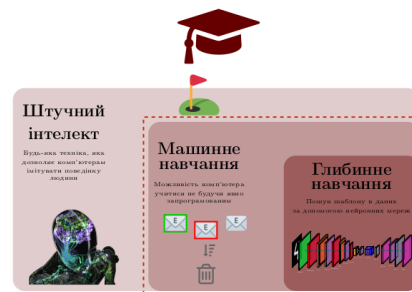 Штучний
інтелект
Будь-яка техніка, яка
дозволяє комп'ютерам
імітувати поведінку
людини
Машинне
навчання
Можливість комп'ютера
учитися не будучи явно
запрограмованим
E
E
E
Глибинне
навчання
Пошук шаблону в даних
за допомогою нейронних мереж